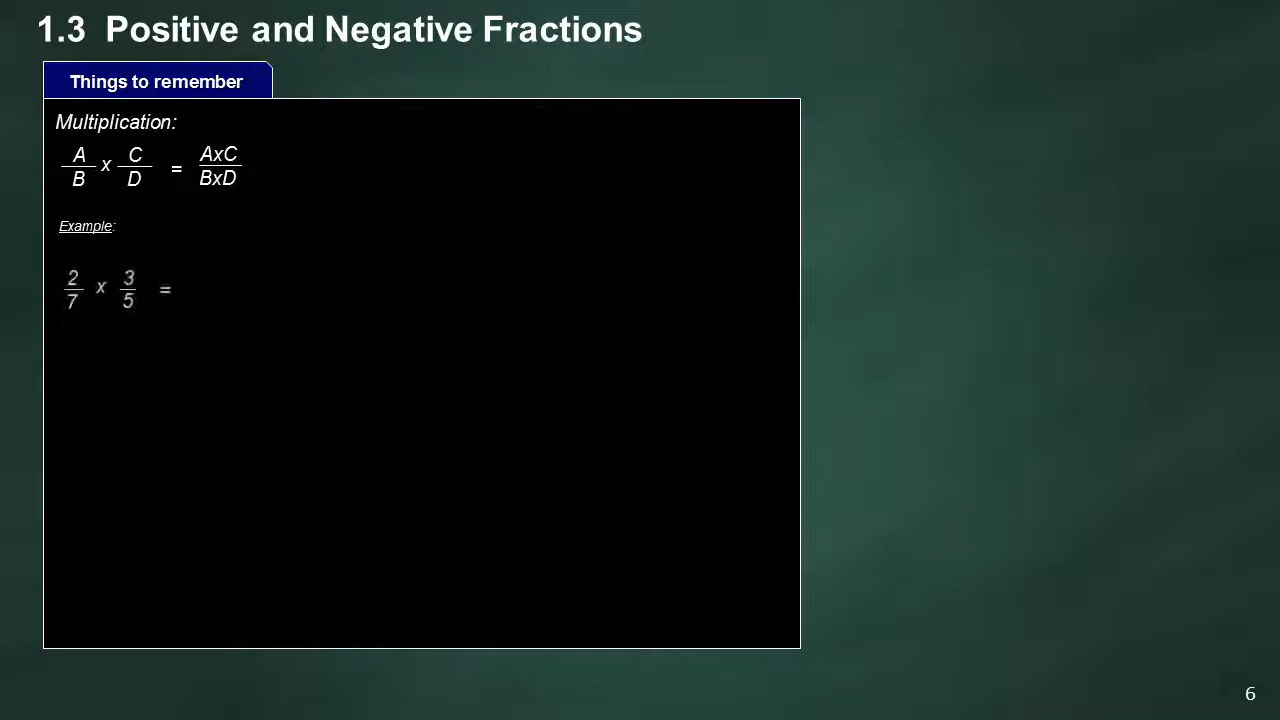 1.3 Positive and Negative Fractions
Things to remember
Multiplication:
A/B x C/D = AxC/BxD
Example:
2/7 x 3/5 =
6